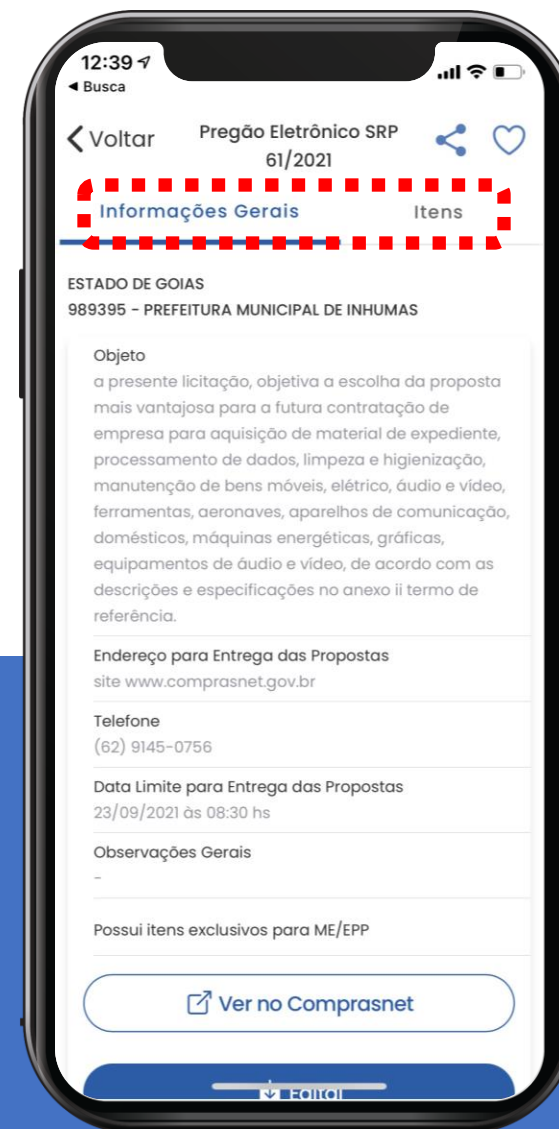 12:39
◀ Busca
Voltar
Pregão Eletrônico SRP
61/2021
Informações Gerais
Itens
ESTADO DE GOIAS
989395 - PREFEITURA MUNICIPAL DE INHUMAS
Objeto
a presente licitação, objetiva a escolha da proposta
mais vantajosa para a futura contratação de
empresa para aquisição de material de expediente,
processamento de dados, limpeza e higienização,
manutenção de bens móveis, elétrico, áudio e vídeo,
ferramentas, aeronaves, aparelhos de comunicação,
domésticos, máquinas energéticas, gráficas,
equipamentos de áudio e vídeo, de acordo com as
descrições e especificações no anexo ii termo de
referência.
Endereço para Entrega das Propostas
site www.comprasnet.gov.br
Telefone
(62) 9145-0756
Data Limite para Entrega das Propostas
23/09/2021 às 08:30 hs
Observações Gerais
-
Possui itens exclusivos para ME/EPP
Ver no Comprasnet
Edital